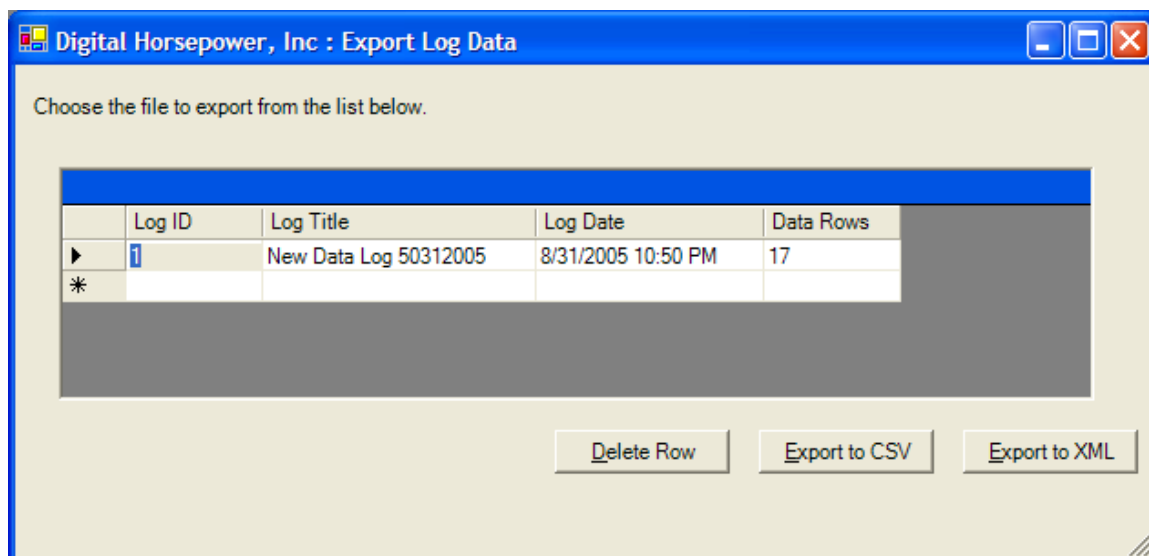 Digital Horsepower, Inc : Export Log Data
Choose the file to export from the list below.
Log ID Log Title Log Date Data Rows
1 New Data Log 50312005 8/31/2005 10:50 PM 17
Delete Row Export to CSV Export to XML